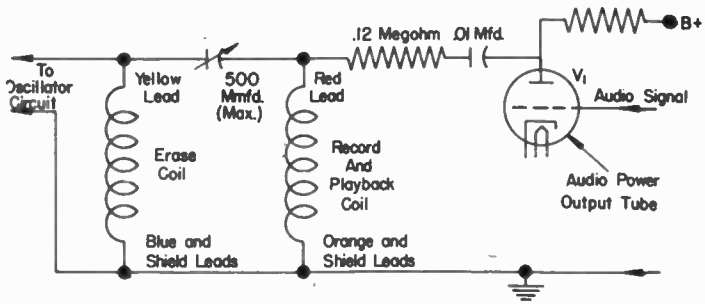 .12 Megohm .01 Mfd.
B+
To
Oscillator
Circuit
Yellow
Lead
500
Mmfd.
(Max.)
Red
Lead
V1
Audio Signal
Erase
Coil
Record
And
Playback
Coil
Audio Power
Output Tube
Blue and
Shield Leads
Orange and
Shield Leads